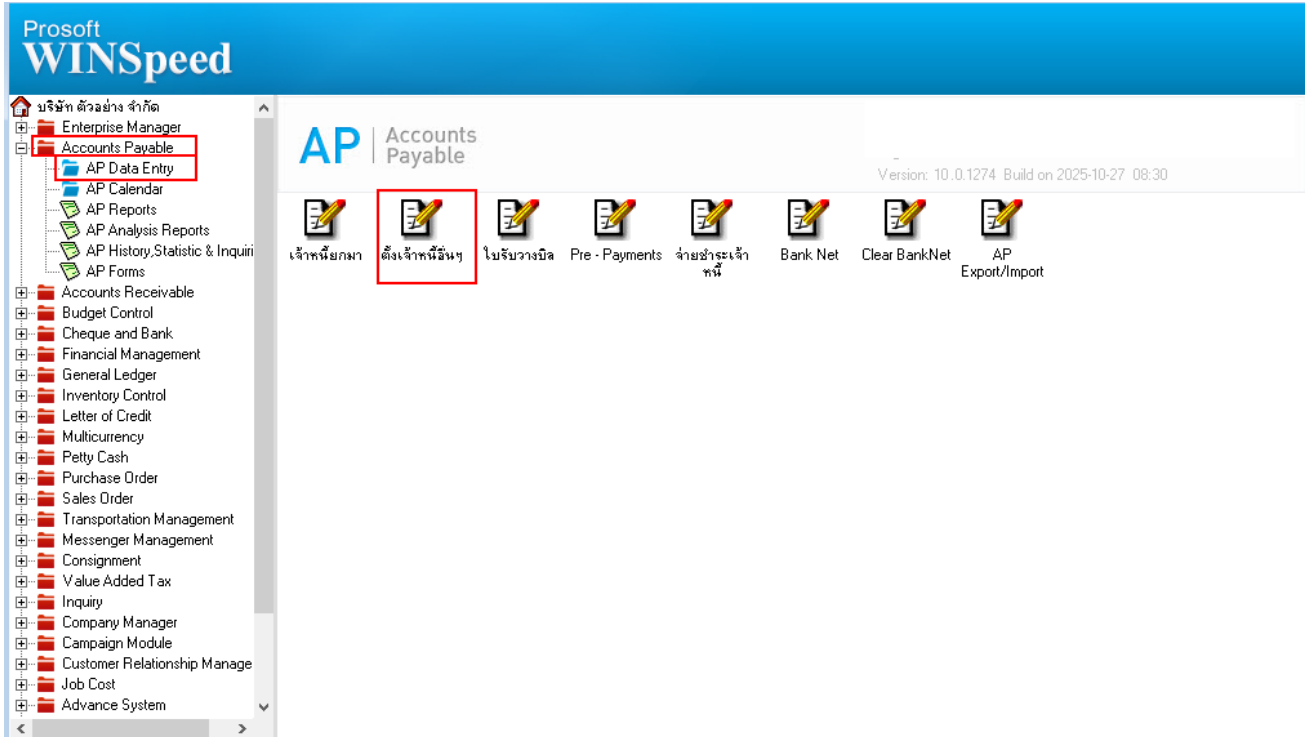 Prosoft
WINSpeed
บริษัท ตัวอย่าง จำกัด
Enterprise Manager
Accounts Payable
AP Data Entry
AP Calendar
AP Reports
AP Analysis Reports
AP History,Statistic & Inquiri
AP Forms
Accounts Receivable
Budget Control
Cheque and Bank
Financial Management
General Ledger
Inventory Control
Letter of Credit
Multicurrency
Petty Cash
Purchase Order
Sales Order
Transportation Management
Messenger Management
Consignment
Value Added Tax
Inquiry
Company Manager
Campaign Module
Customer Relationship Manage
Job Cost
Advance System
AP Accounts
Payable
Version: 10.0.1274 Build on 2025-10-27 08:30
เจ้าหนี้ยกมา ตั้งเจ้าหนี้อื่นๆ ใบรับวางบิล Pre - Payments จ่ายชำระเจ้า Bank Net Clear BankNet AP
หนี้ Export/Import